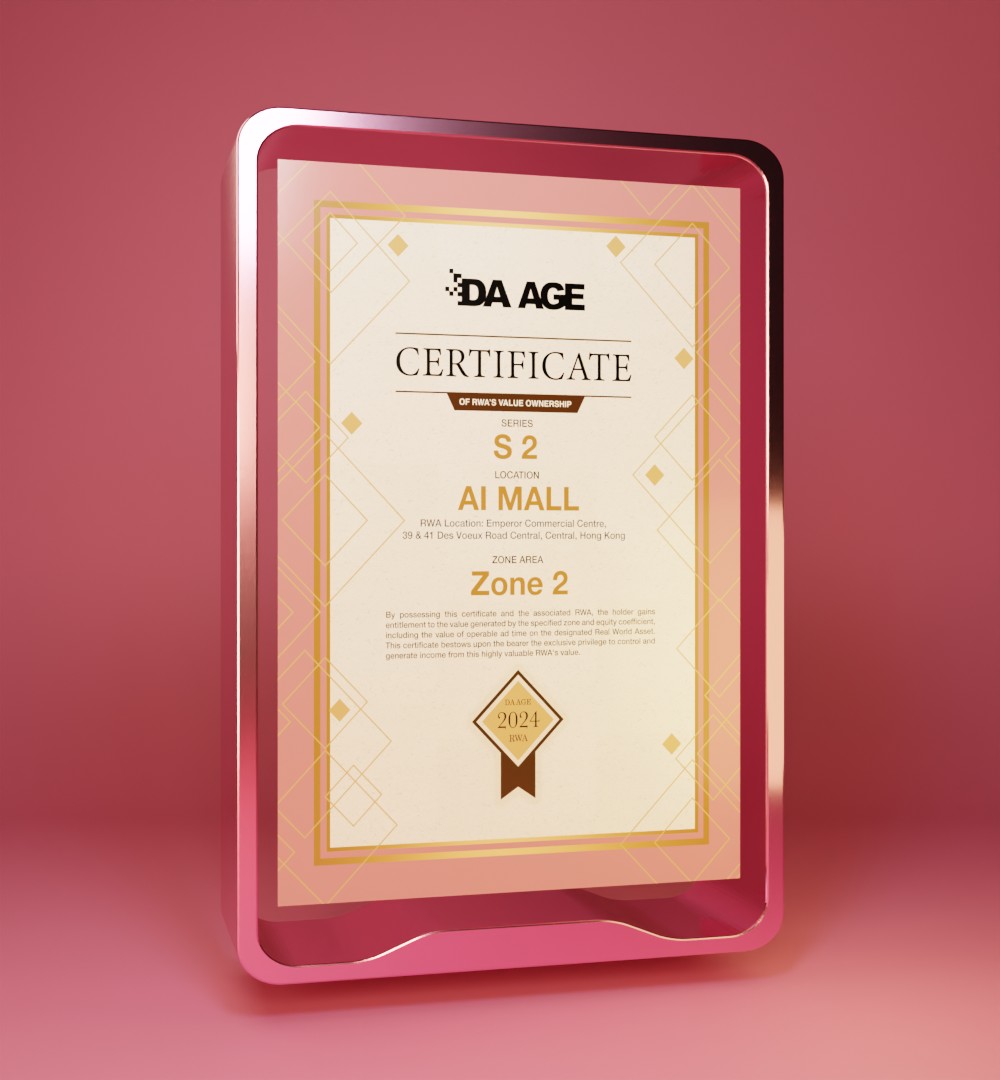 DA AGE
CERTIFICATE
OF RWA'S VALUE OWNERSHIP
SERIES
S 2
LOCATION
AI MALL
RWA Location: Emperor Commercial Centre,
39 & 41 Des Voeux Road Central, Central, Hong Kong
ZONE AREA
Zone 2
By possessing this certificate and the associated RWA, the holder gains
entitlement to the value generated by the specified zone and equity coefficient,
including the value of operable ad time on the designated Real World Asset.
This certificate bestows upon the bearer the exclusive privilege to control and
generate income from this highly valuable RWA's value.
DA AGE
2024
RWA